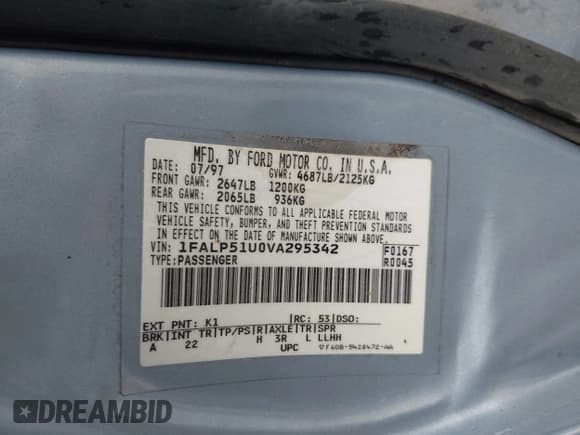 MFD. BY FORD MOTOR CO. IN U.S.A.
DATE: 07/97 GVWR: 4687LB/2125KG
FRONT GAWR: 2647LB 1200KG
REAR GAWR: 2065LB 936KG
THIS VEHICLE CONFORMS TO ALL APPLICABLE FEDERAL MOTOR
VEHICLE SAFETY, BUMPER, AND THEFT PREVENTION STANDARDS
IN EFFECT ON THE DATE OF MANUFACTURE SHOWN ABOVE.
VIN: 1FALP51U0VA295342 F0167
TYPE: PASSENGER R0045
EXT PNT: K1 RC: 53 DSO:
BRK INT TR TP/PS R AXLE TR SPR
A 22 H 3R L LLHH
UPC F60B-5420472-AA
DREAMBID